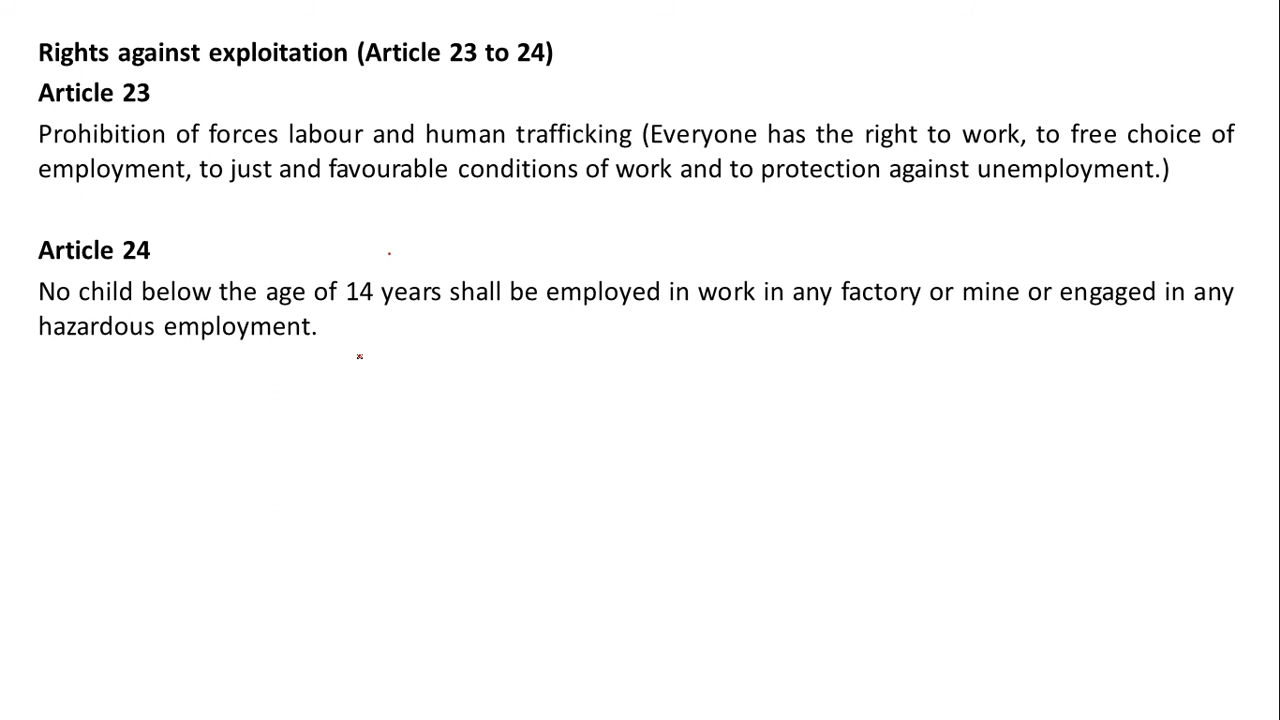 Rights against exploitation (Article 23 to 24)
Article 23
Prohibition of forces labour and human trafficking (Everyone has the right to work, to free choice of
employment, to just and favourable conditions of work and to protection against unemployment.)
Article 24
No child below the age of 14 years shall be employed in work in any factory or mine or engaged in any
hazardous employment.